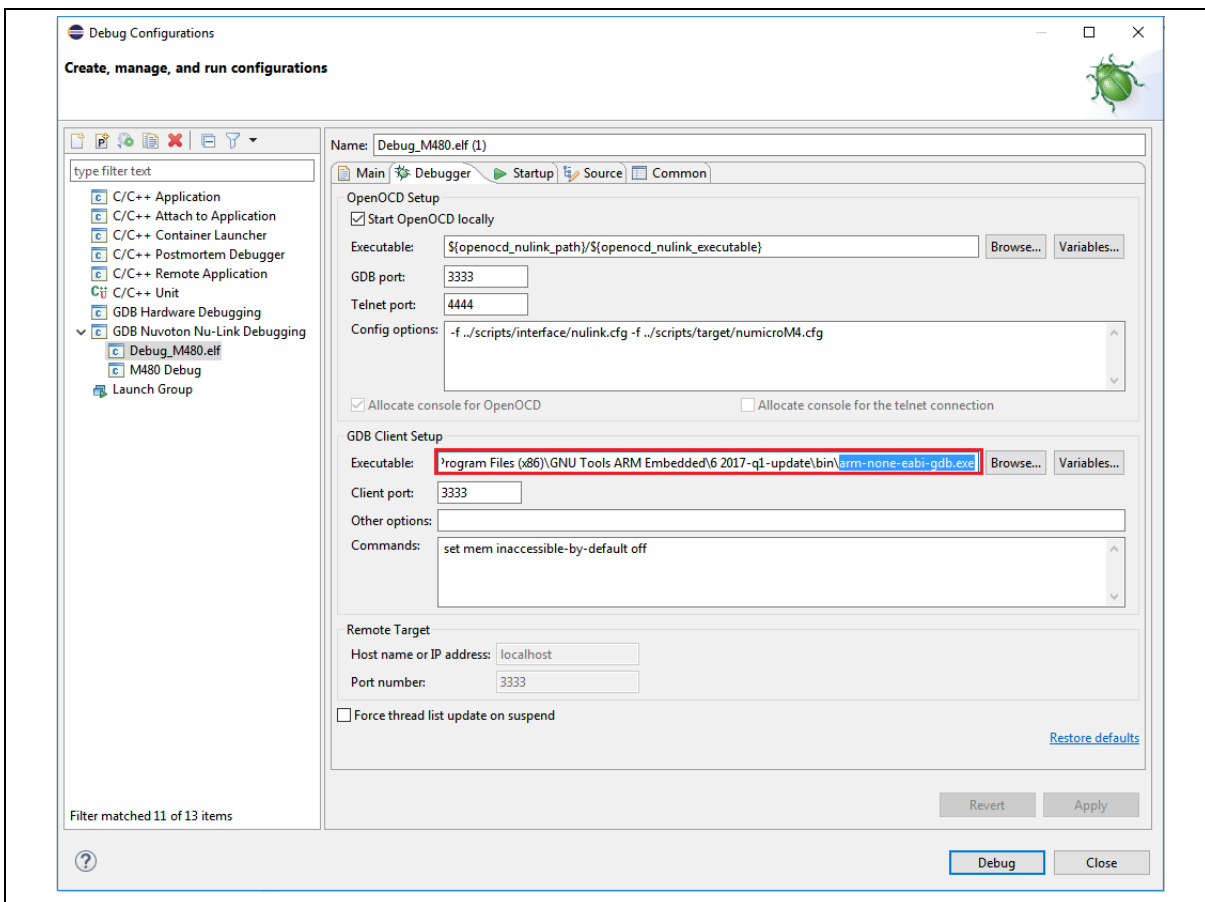 Debug Configurations
Create, manage, and run configurations
type filter text
C/C++ Application
C/C++ Attach to Application
C/C++ Container Launcher
C/C++ Postmortem Debugger
C/C++ Remote Application
C/C++ Unit
GDB Hardware Debugging
GDB Nuvoton Nu-Link Debugging
Debug_M480.elf
M480 Debug
Launch Group
Filter matched 11 of 13 items
Name: Debug_M480.elf (1)
Main Debugger Startup Source Common
OpenOCD Setup
Start OpenOCD locally
Executable: ${openocd_nulink_path}/${openocd_nulink_executable} Browse... Variables...
GDB port: 3333
Telnet port: 4444
Config options: -f ../scripts/interface/nulink.cfg -f ../scripts/target/numicroM4.cfg
Allocate console for OpenOCD Allocate console for the telnet connection
GDB Client Setup
Executable: Program Files (x86)\GNU Tools ARM Embedded\6 2017-q1-update\bin\arm-none-eabi-gdb.exe Browse... Variables...
Client port: 3333
Other options:
Commands: set mem inaccessible-by-default off
Remote Target
Host name or IP address: localhost
Port number: 3333
Force thread list update on suspend
Restore defaults
Revert Apply
Debug Close